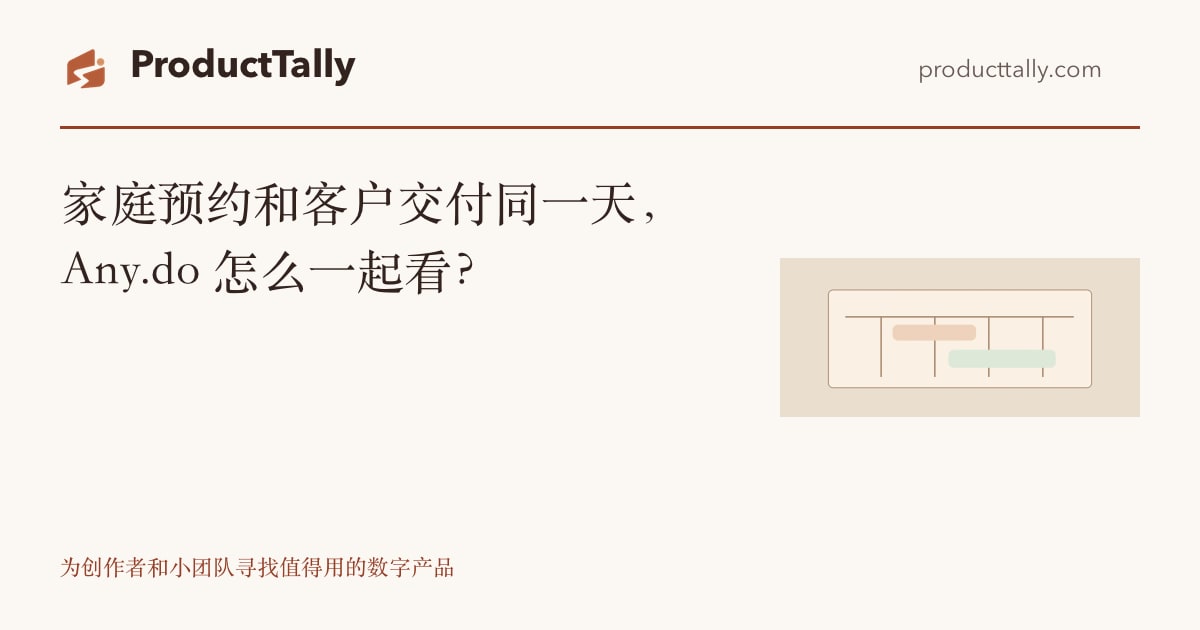 ProductTally
producttally.com
家庭预约和客户交付同一天，
Any.do 怎么一起看？
为创作者和小团队寻找值得用的数字产品